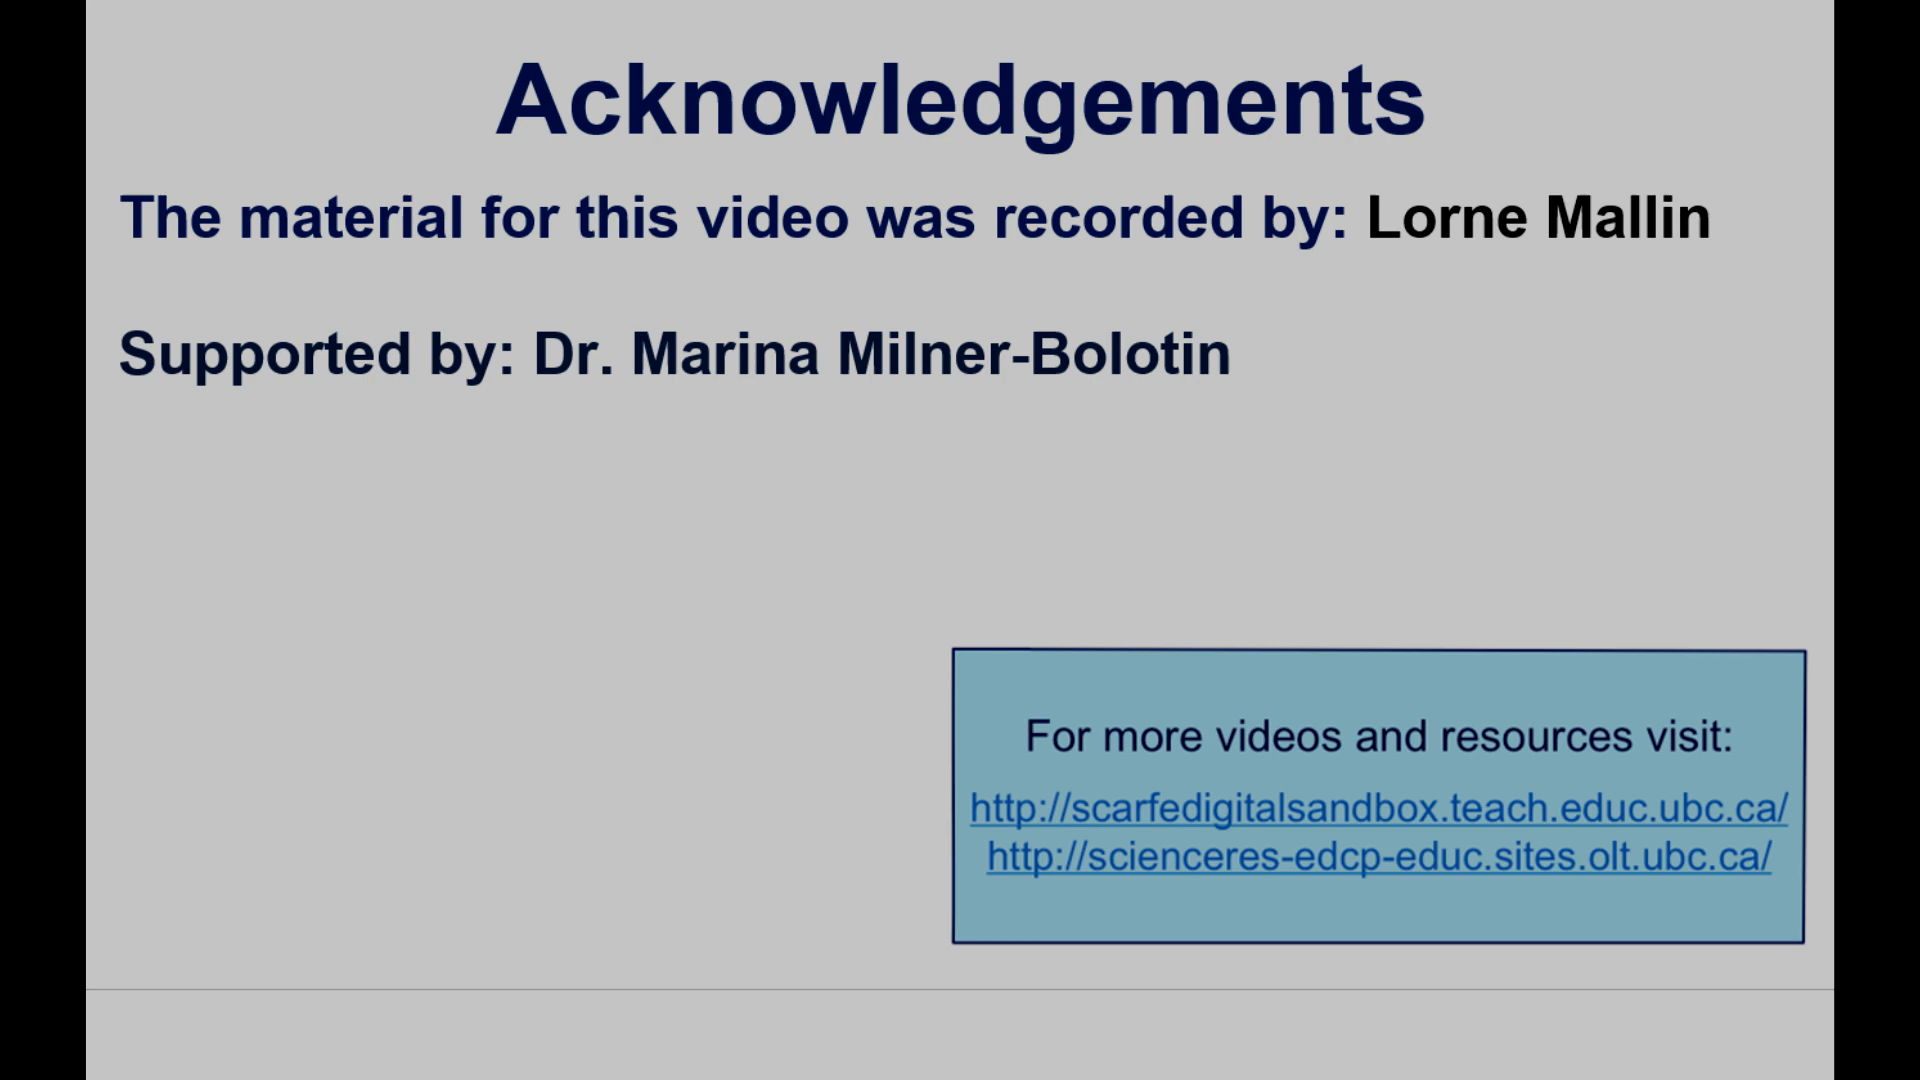 Acknowledgements
The material for this video was recorded by: Lorne Mallin
Supported by: Dr. Marina Milner-Bolotin
For more videos and resources visit:
http://scarfedigitalsandbox.teach.educ.ubc.ca/
http://scienceres-edcp-educ.sites.olt.ubc.ca/